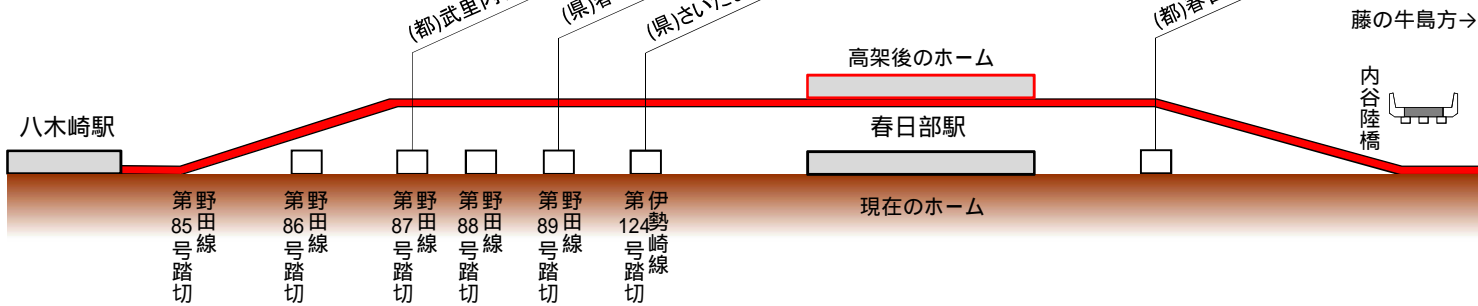 (都)武里内
(県)春
(県)さいた
(都)春日
藤の牛島方→
高架後のホーム
内谷陸橋
八木崎駅
春日部駅
現在のホーム
野田線
第85号踏切
野田線
第86号踏切
野田線
第87号踏切
野田線
第88号踏切
野田線
第89号踏切
伊勢崎線
第124号踏切